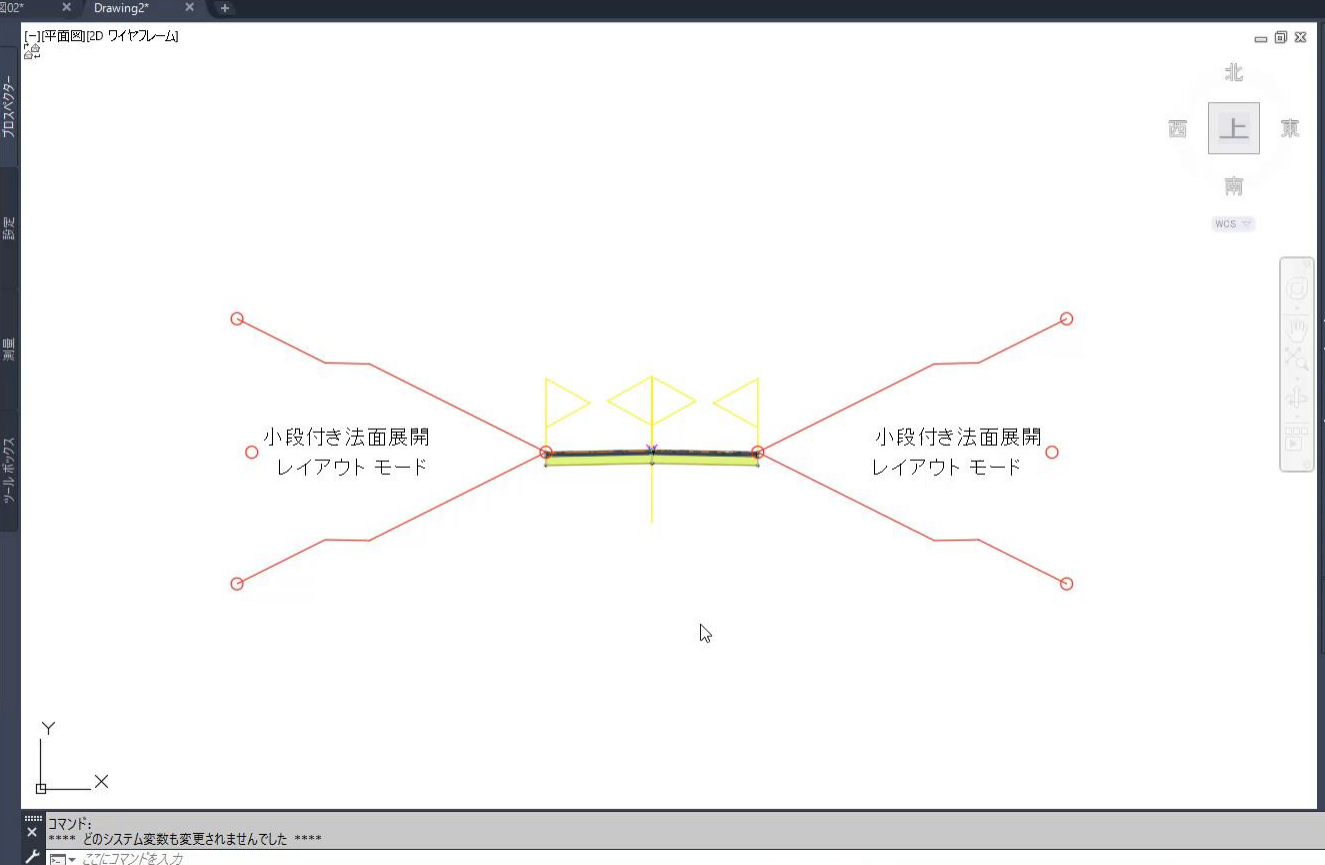 図02*
Drawing2*
[−][平面図][2D ワイヤフレーム]
プロスペクター
設定
測量
ツール ボックス
北
西
上
東
南
WCS
小段付き法面展開
レイアウト モード
小段付き法面展開
レイアウト モード
Y
X
コマンド:
**** どのシステム変数も変更されませんでした ****
ここにコマンドを入力